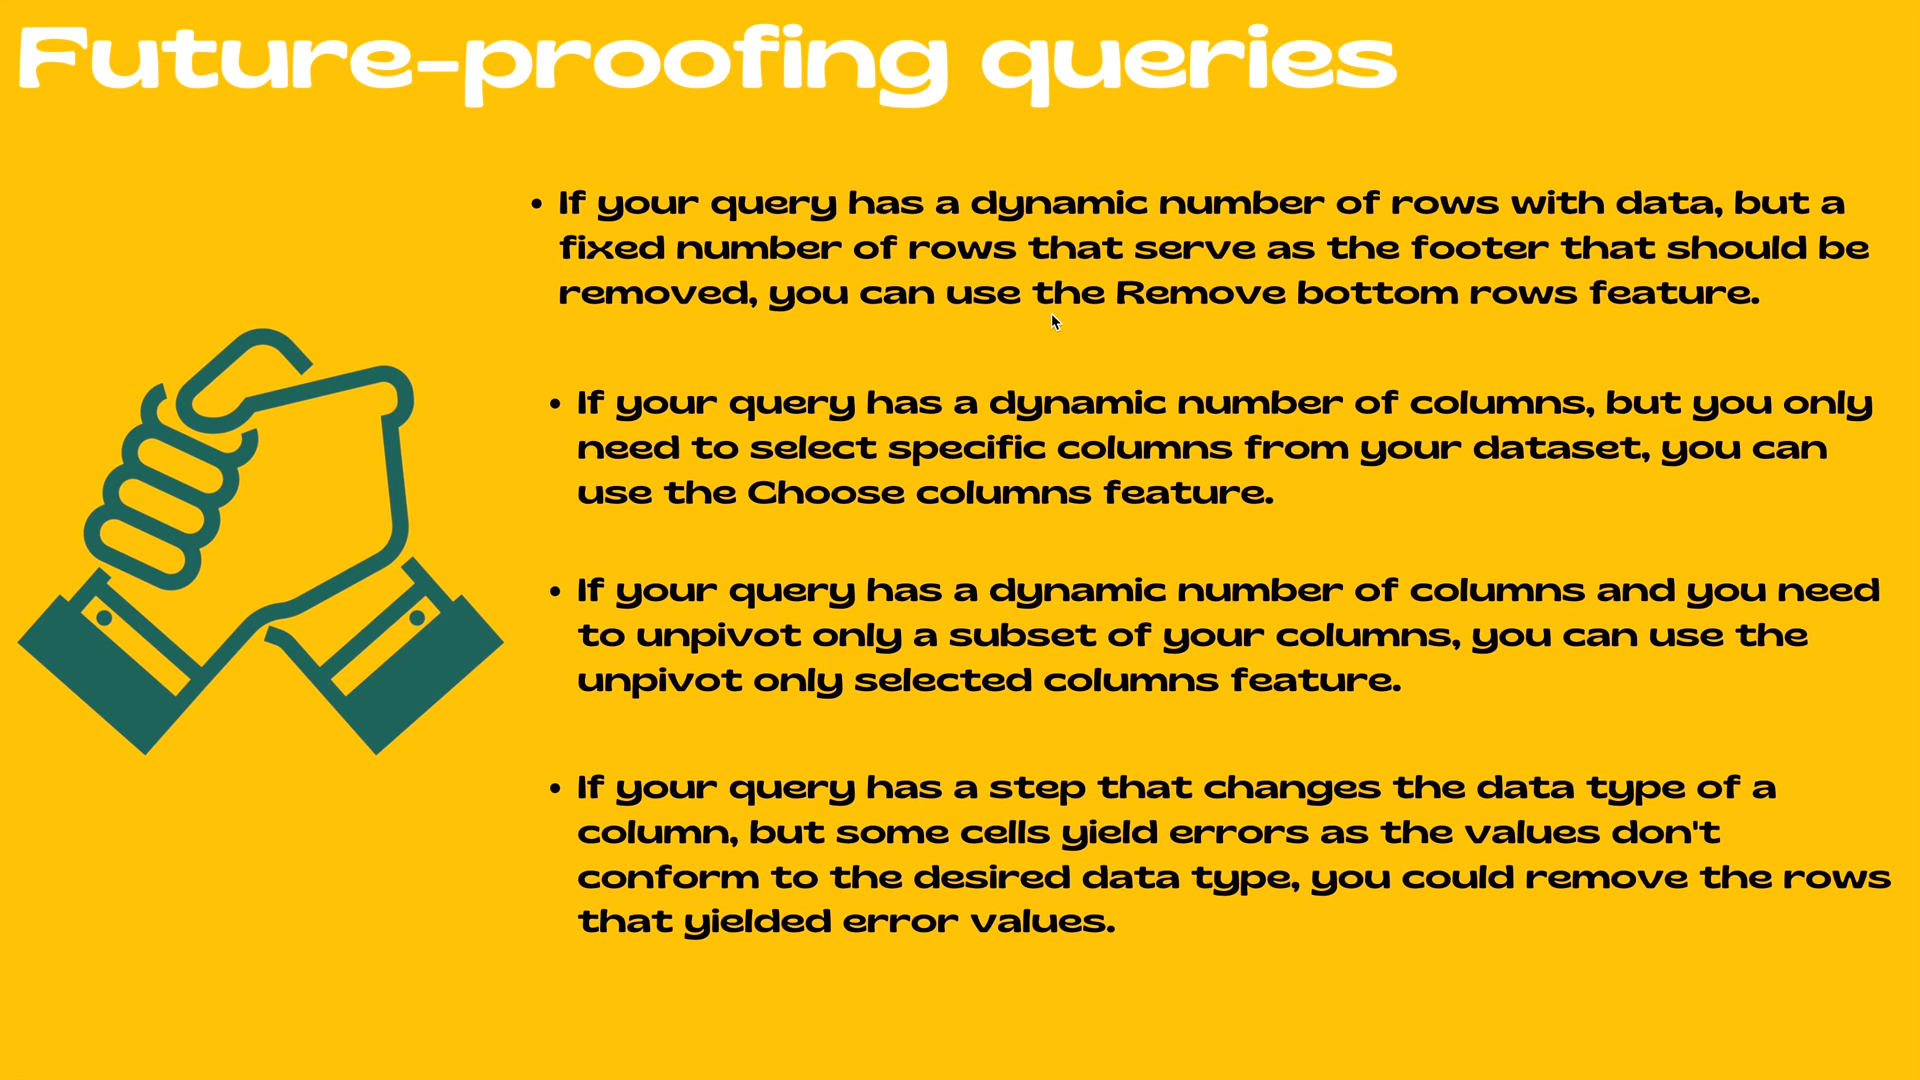 Future-proofing queries
• If your query has a dynamic number of rows with data, but a
fixed number of rows that serve as the footer that should be
removed, you can use the Remove bottom rows feature.
• If your query has a dynamic number of columns, but you only
need to select specific columns from your dataset, you can
use the Choose columns feature.
• If your query has a dynamic number of columns and you need
to unpivot only a subset of your columns, you can use the
unpivot only selected columns feature.
• If your query has a step that changes the data type of a
column, but some cells yield errors as the values don't
conform to the desired data type, you could remove the rows
that yielded error values.